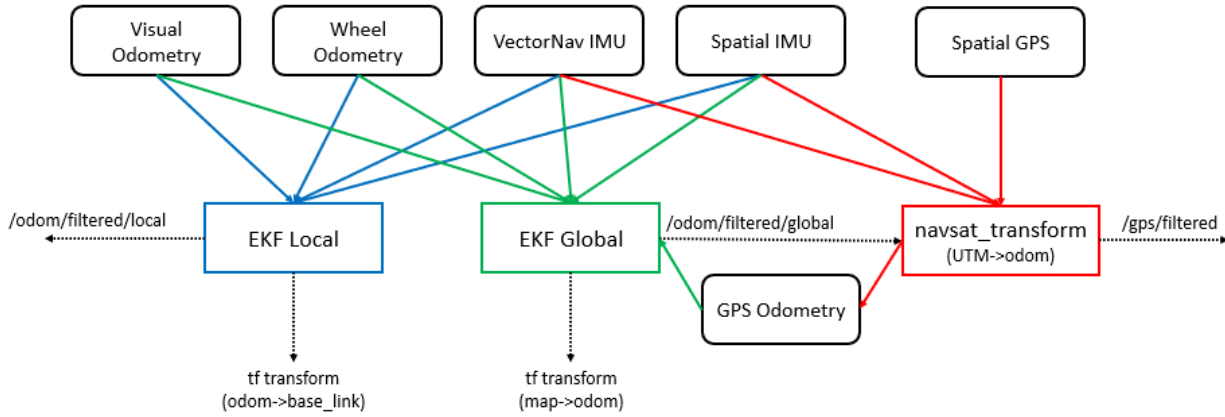 Visual
Odometry
Wheel
Odometry
VectorNav IMU
Spatial IMU
Spatial GPS
/odom/filtered/local
EKF Local
EKF Global
/odom/filtered/global
navsat_transform
(UTM->odom)
/gps/filtered
GPS Odometry
tf transform
(odom->base_link)
tf transform
(map->odom)